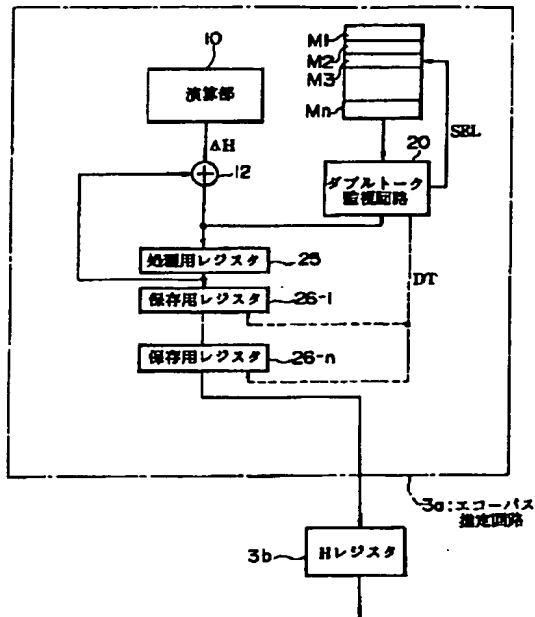 10
演算部
ΔH
12
M1
M2
M3
Mn
SEL
20
ダブルトーク
監視回路
処理用レジスタ
25
DT
保存用レジスタ
26-1
保存用レジスタ
26-n
3a:エコーパス
推定回路
3b
Hレジスタ